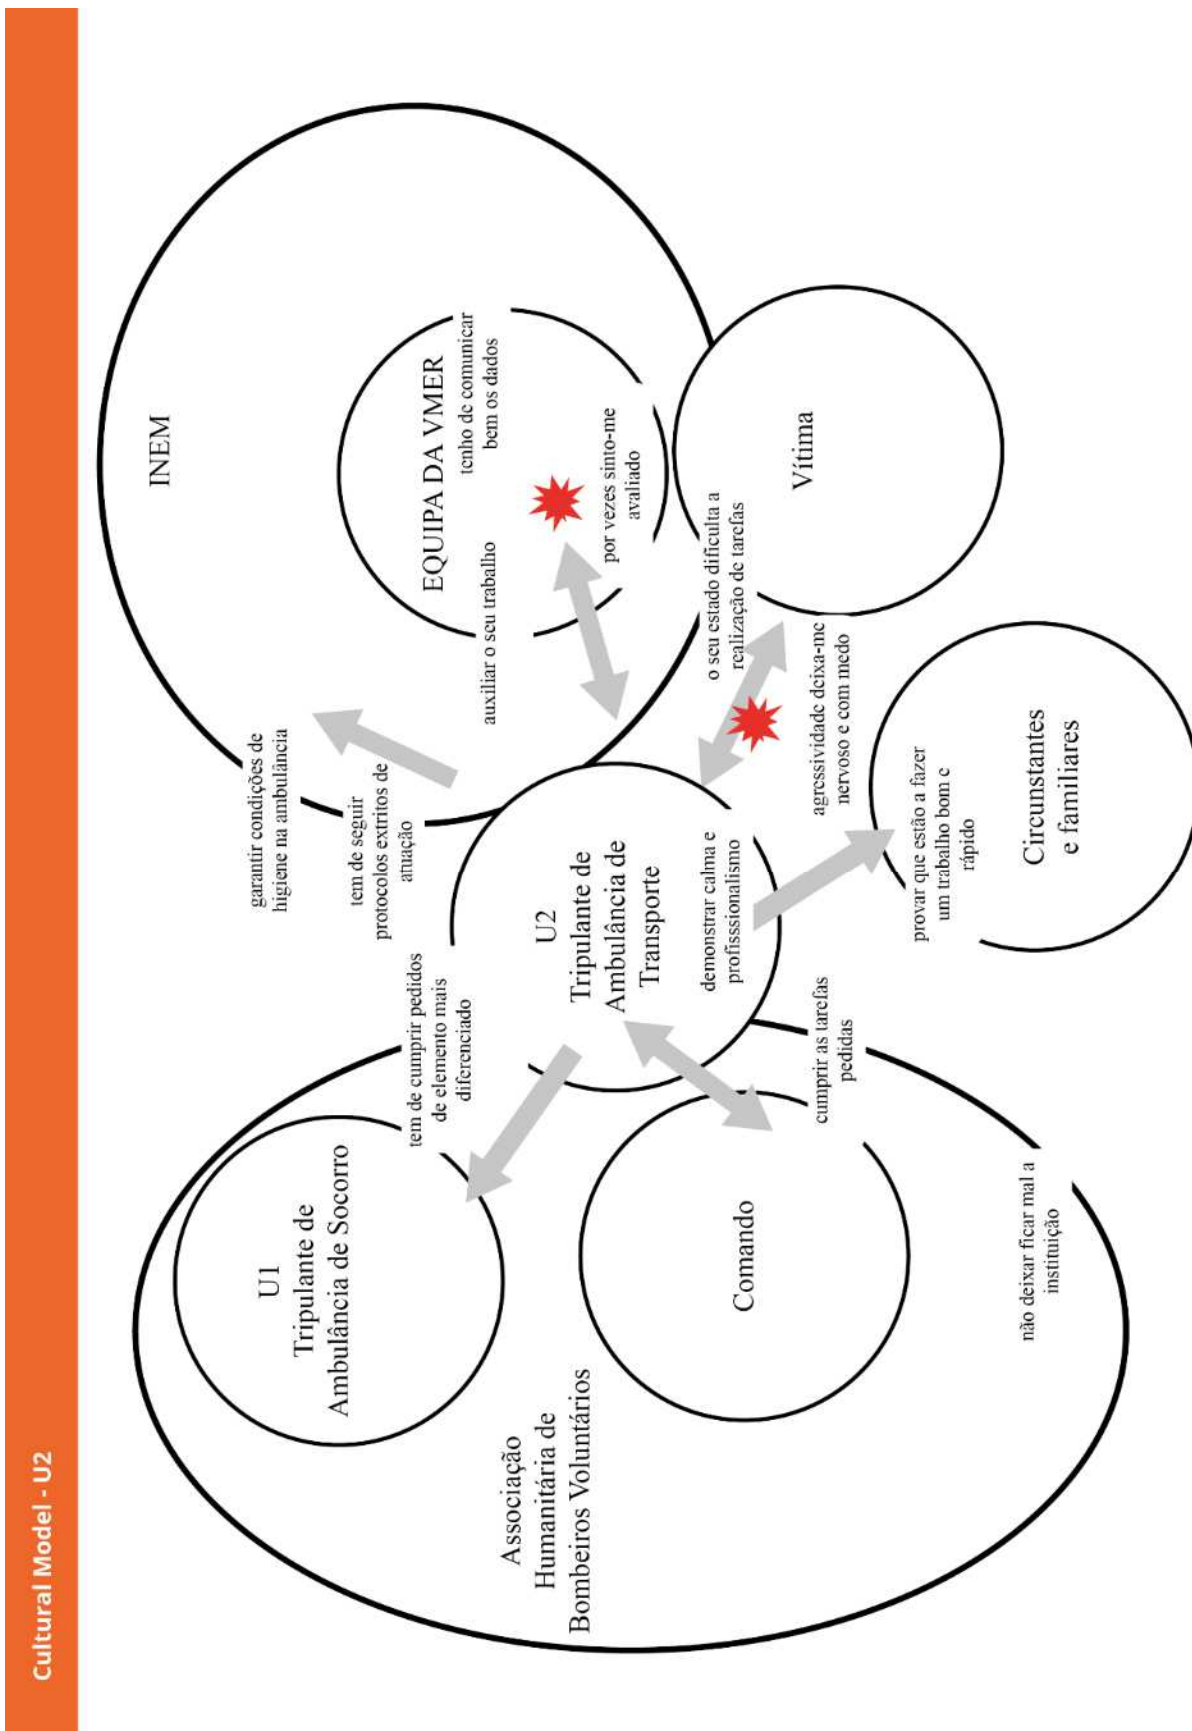 Cultural Model - U2
Associação
Humanitária de
Bombeiros Voluntários
U1
Tripulante de
Ambulância de Socorro
Comando
não deixar ficar mal a
instituição
tem de cumprir pedidos
de elemento mais
diferenciado
cumprir as tarefas
pedidas
U2
Tripulante de
Ambulância de
Transporte
demonstrar calma e
profisssionalismo
garantir condições de
higiene na ambulância
tem de seguir
protocolos extritos de
atuação
INEM
EQUIPA DA VMER
tenho de comunicar
bem os dados
auxiliar o seu trabalho
por vezes sinto-me
avaliado
o seu estado dificulta a
realização de tarefas
Vítima
agressividade deixa-me
nervoso e com medo
provar que estão a fazer
um trabalho bom e
rápido
Circunstantes
e familiares